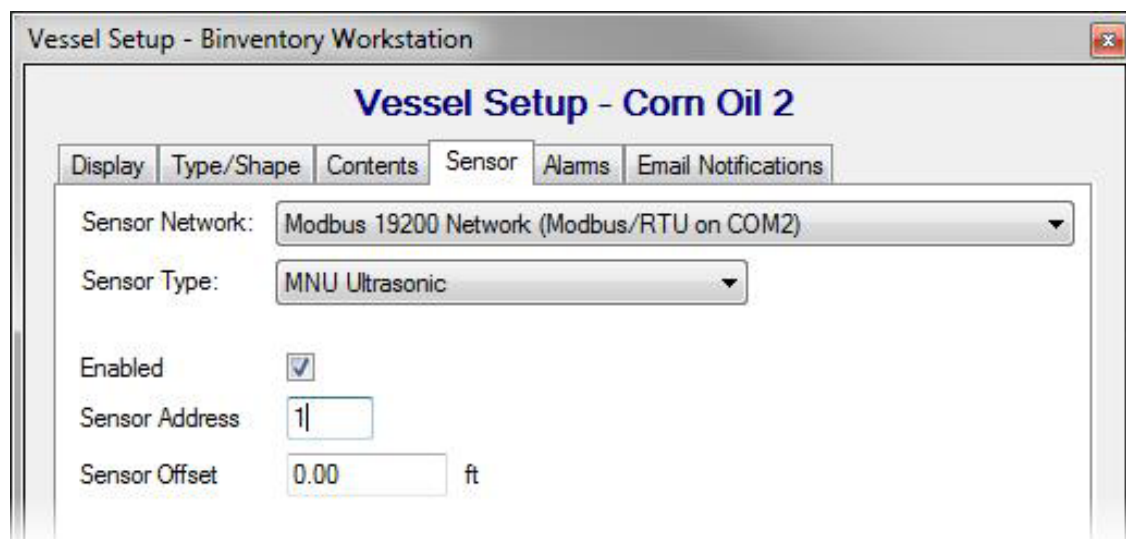 Vessel Setup - Binventory Workstation
Vessel Setup - Corn Oil 2
Display Type/Shape Contents Sensor Alarms Email Notifications
Sensor Network: Modbus 19200 Network (Modbus/RTU on COM2)
Sensor Type: MNU Ultrasonic
Enabled
Sensor Address 1
Sensor Offset 0.00 ft